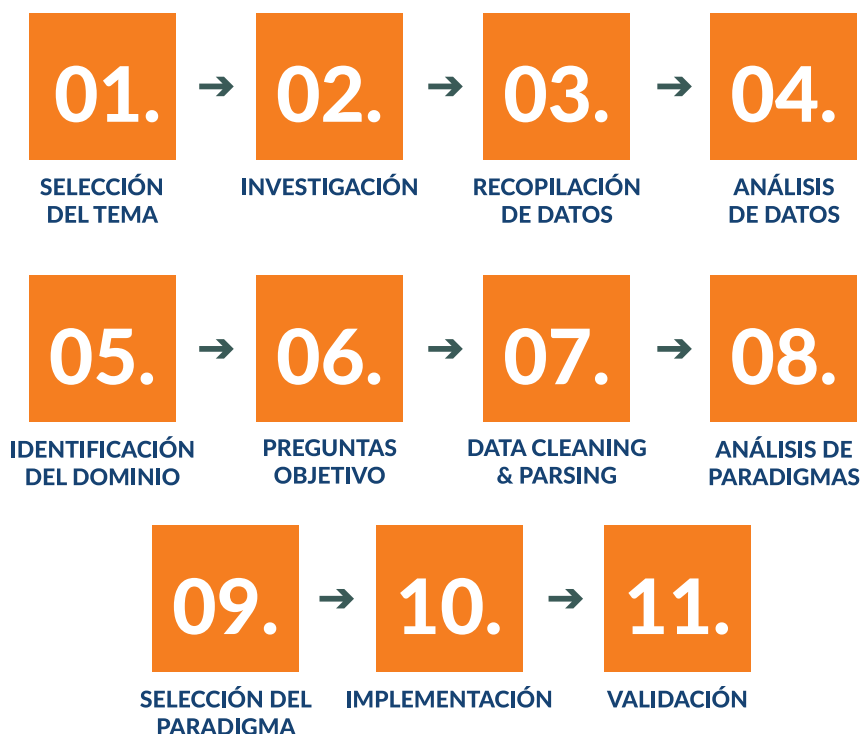 01. → 02. → 03. → 04.
SELECCIÓN
DEL TEMA
INVESTIGACIÓN
RECOPILACIÓN
DE DATOS
ANÁLISIS
DE DATOS
05. → 06. → 07. → 08.
IDENTIFICACIÓN
DEL DOMINIO
PREGUNTAS
OBJETIVO
DATA CLEANING
& PARSING
ANÁLISIS DE
PARADIGMAS
09. → 10. → 11.
SELECCIÓN DEL
PARADIGMA
IMPLEMENTACIÓN
VALIDACIÓN